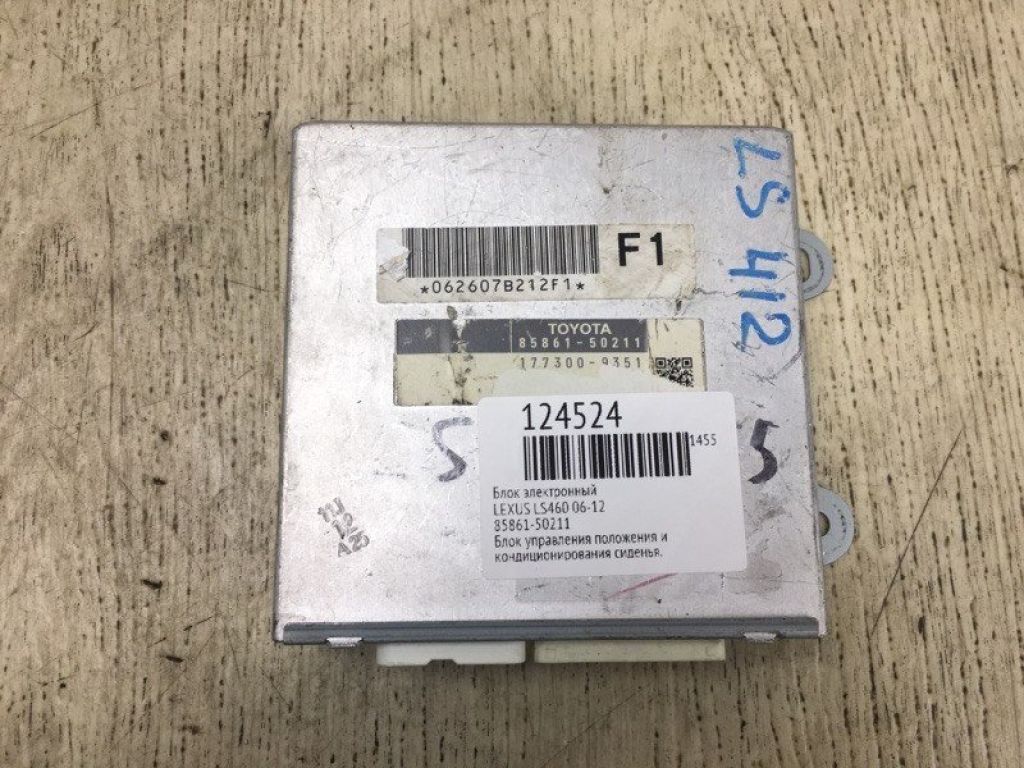 LS 412
F1
*062607B212F1*
TOYOTA
85861-50211
177300-9351
124524
1455
S
5
Блок электронный
LEXUS LS460 06-12
85861-50211
Блок управления положения и
кондиционирования сиденья.